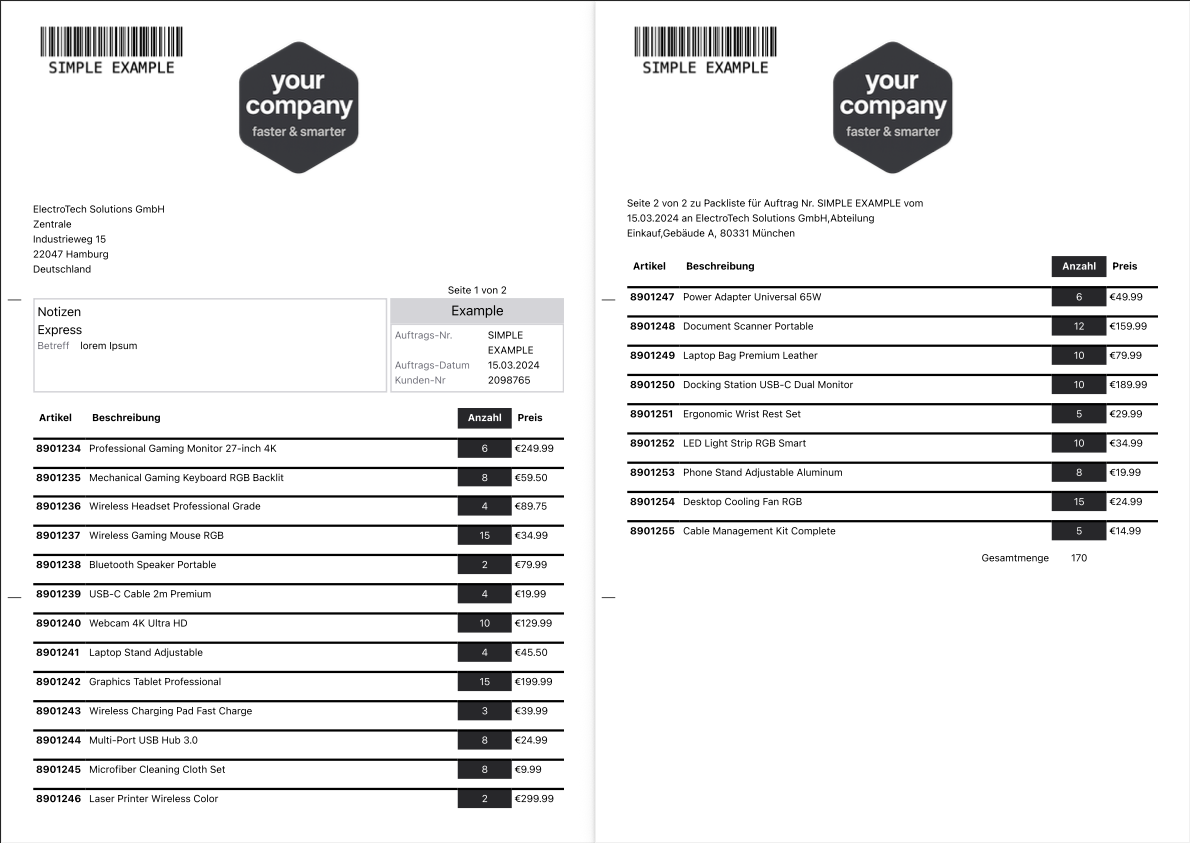 SIMPLE EXAMPLE
your
company
faster & smarter
ElectroTech Solutions GmbH
Zentrale
Industrieweg 15
22047 Hamburg
Deutschland
Seite 1 von 2
Notizen
Express
Betreff lorem Ipsum
Example
Auftrags-Nr. SIMPLE
EXAMPLE
Auftrags-Datum 15.03.2024
Kunden-Nr 2098765
Artikel Beschreibung Anzahl Preis
8901234 Professional Gaming Monitor 27-inch 4K 6 €249.99
8901235 Mechanical Gaming Keyboard RGB Backlit 8 €59.50
8901236 Wireless Headset Professional Grade 4 €89.75
8901237 Wireless Gaming Mouse RGB 15 €34.99
8901238 Bluetooth Speaker Portable 2 €79.99
8901239 USB-C Cable 2m Premium 4 €19.99
8901240 Webcam 4K Ultra HD 10 €129.99
8901241 Laptop Stand Adjustable 4 €45.50
8901242 Graphics Tablet Professional 15 €199.99
8901243 Wireless Charging Pad Fast Charge 3 €39.99
8901244 Multi-Port USB Hub 3.0 8 €24.99
8901245 Microfiber Cleaning Cloth Set 8 €9.99
8901246 Laser Printer Wireless Color 2 €299.99
SIMPLE EXAMPLE
your
company
faster & smarter
Seite 2 von 2 zu Packliste für Auftrag Nr. SIMPLE EXAMPLE vom
15.03.2024 an ElectroTech Solutions GmbH,Abteilung
Einkauf,Gebäude A, 80331 München
Artikel Beschreibung Anzahl Preis
8901247 Power Adapter Universal 65W 6 €49.99
8901248 Document Scanner Portable 12 €159.99
8901249 Laptop Bag Premium Leather 10 €79.99
8901250 Docking Station USB-C Dual Monitor 10 €189.99
8901251 Ergonomic Wrist Rest Set 5 €29.99
8901252 LED Light Strip RGB Smart 10 €34.99
8901253 Phone Stand Adjustable Aluminum 8 €19.99
8901254 Desktop Cooling Fan RGB 15 €24.99
8901255 Cable Management Kit Complete 5 €14.99
Gesamtmenge 170